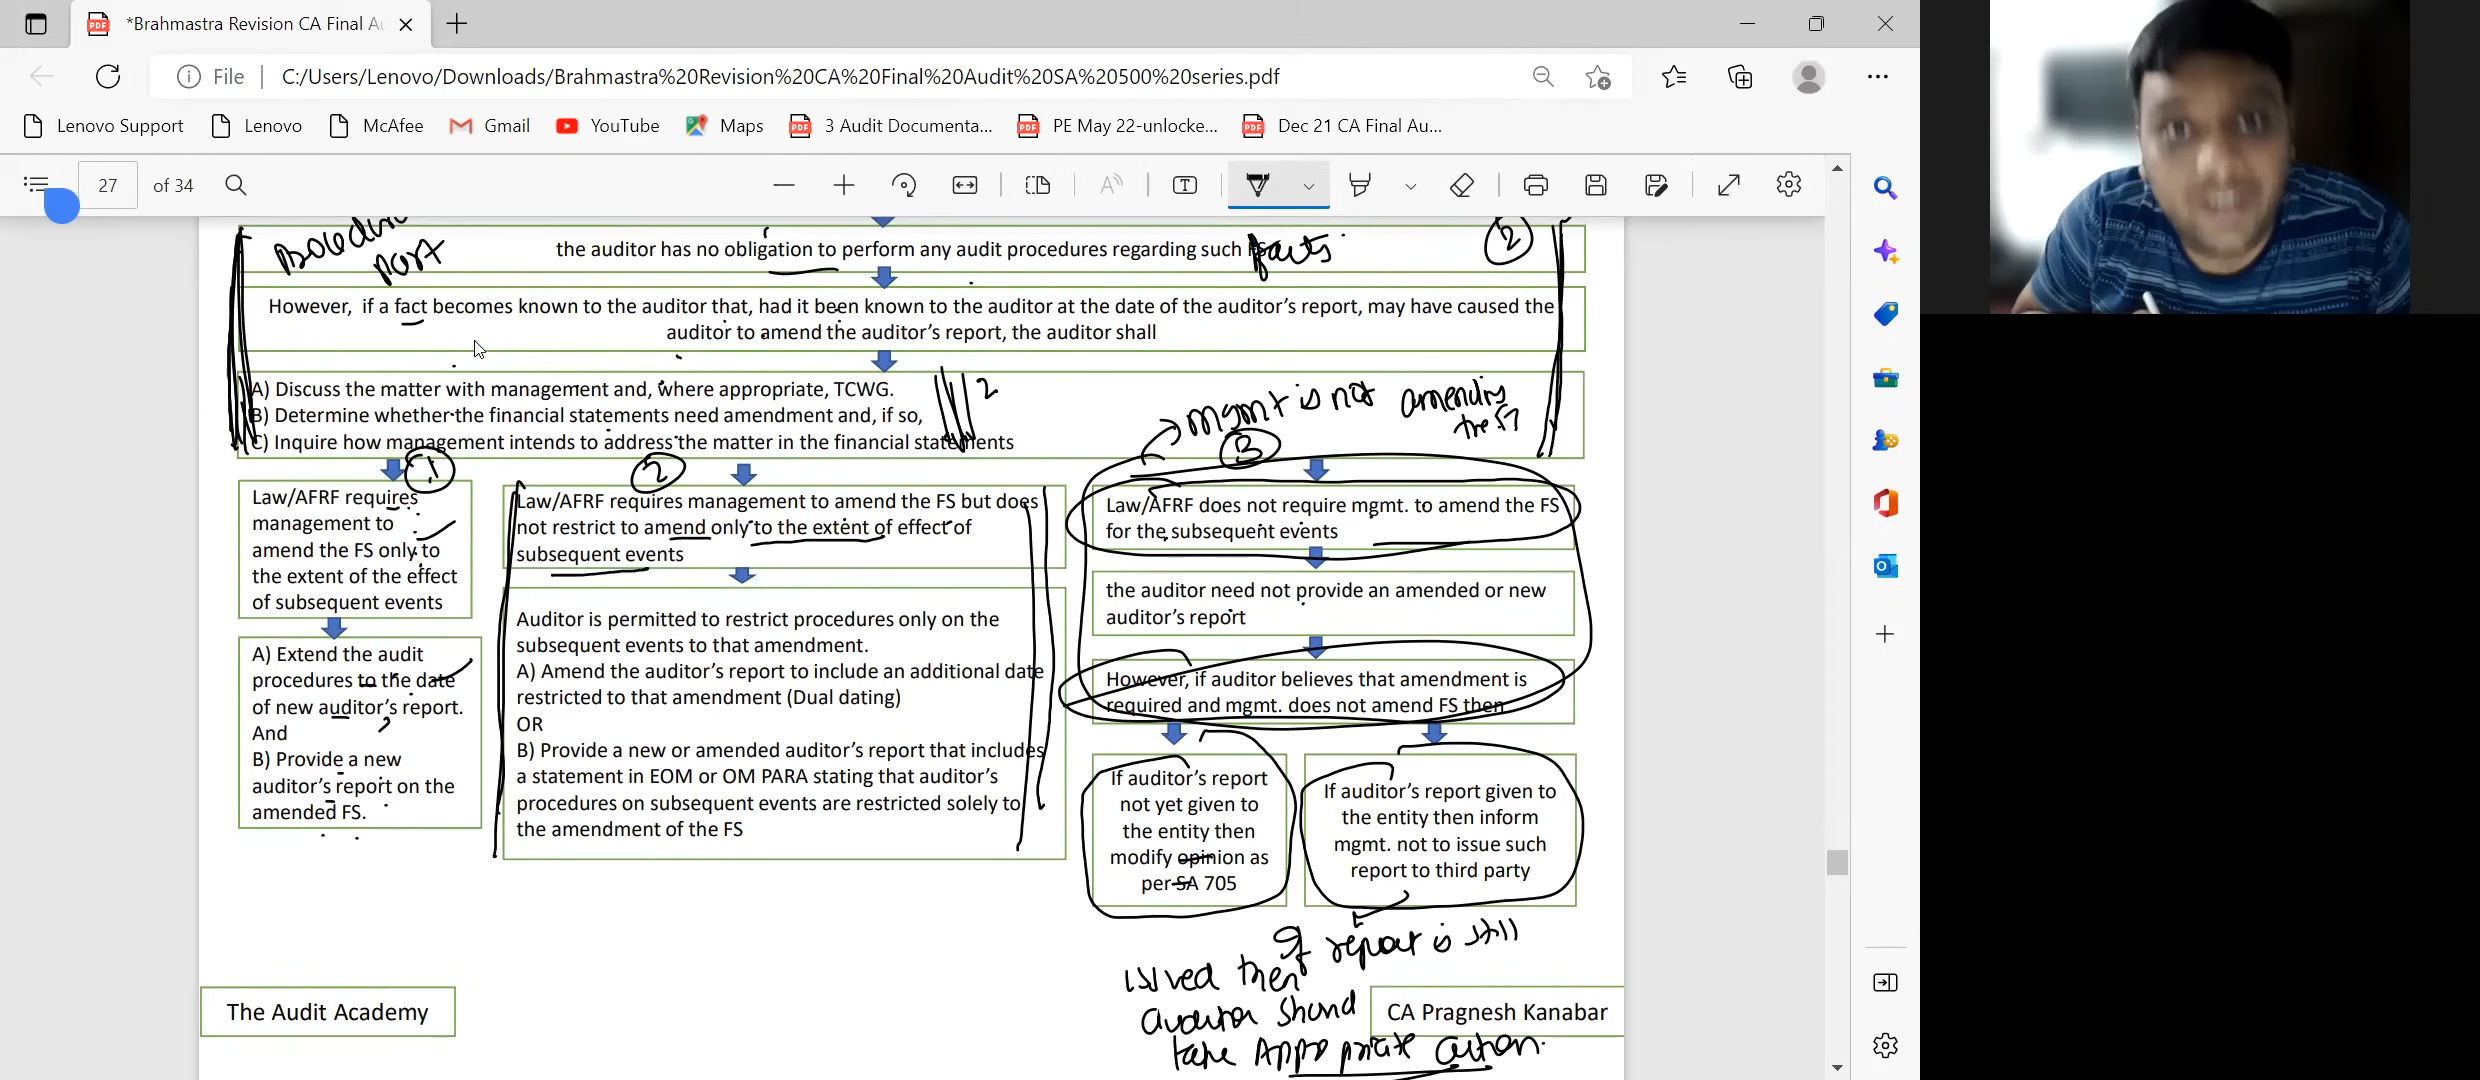 *Brahmastra Revision CA Final Au
File
C:/Users/Lenovo/Downloads/Brahmastra%20Revision%20CA%20Final%20Audit%20SA%20500%20series.pdf
Lenovo Support
Lenovo
McAfee
Gmail
YouTube
Maps
3 Audit Documenta...
PE May 22-unlocke...
Dec 21 CA Final Au...
27
of 34
part
the auditor has no obligation to perform any audit procedures regarding such FS
facts
2
However, if a fact becomes known to the auditor that, had it been known to the auditor at the date of the auditor's report, may have caused the
auditor to amend the auditor's report, the auditor shall
A) Discuss the matter with management and, where appropriate, TCWG.
B) Determine whether the financial statements need amendment and, if so,
C) Inquire how management intends to address the matter in the financial statements
2
mgmt is not amending
the
1
2
3
Law/AFRF requires
management to
amend the FS only to
the extent of the effect
of subsequent events
A) Extend the audit
procedures to the date
of new auditor's report.
And
B) Provide a new
auditor's report on the
amended FS.
Law/AFRF requires management to amend the FS but does
not restrict to amend only to the extent of effect of
subsequent events
Auditor is permitted to restrict procedures only on the
subsequent events to that amendment.
A) Amend the auditor's report to include an additional date
restricted to that amendment (Dual dating)
OR
B) Provide a new or amended auditor's report that includes
a statement in EOM or OM PARA stating that auditor's
procedures on subsequent events are restricted solely to
the amendment of the FS
Law/AFRF does not require mgmt. to amend the FS
for the subsequent events
the auditor need not provide an amended or new
auditor's report
However, if auditor believes that amendment is
required and mgmt. does not amend FS then
If auditor's report
not yet given to
the entity then
modify opinion as
per SA 705
If auditor's report given to
the entity then inform
mgmt. not to issue such
report to third party
If report is still
issued then
auditor should
take Appropriate action.
The Audit Academy
CA Pragnesh Kanabar